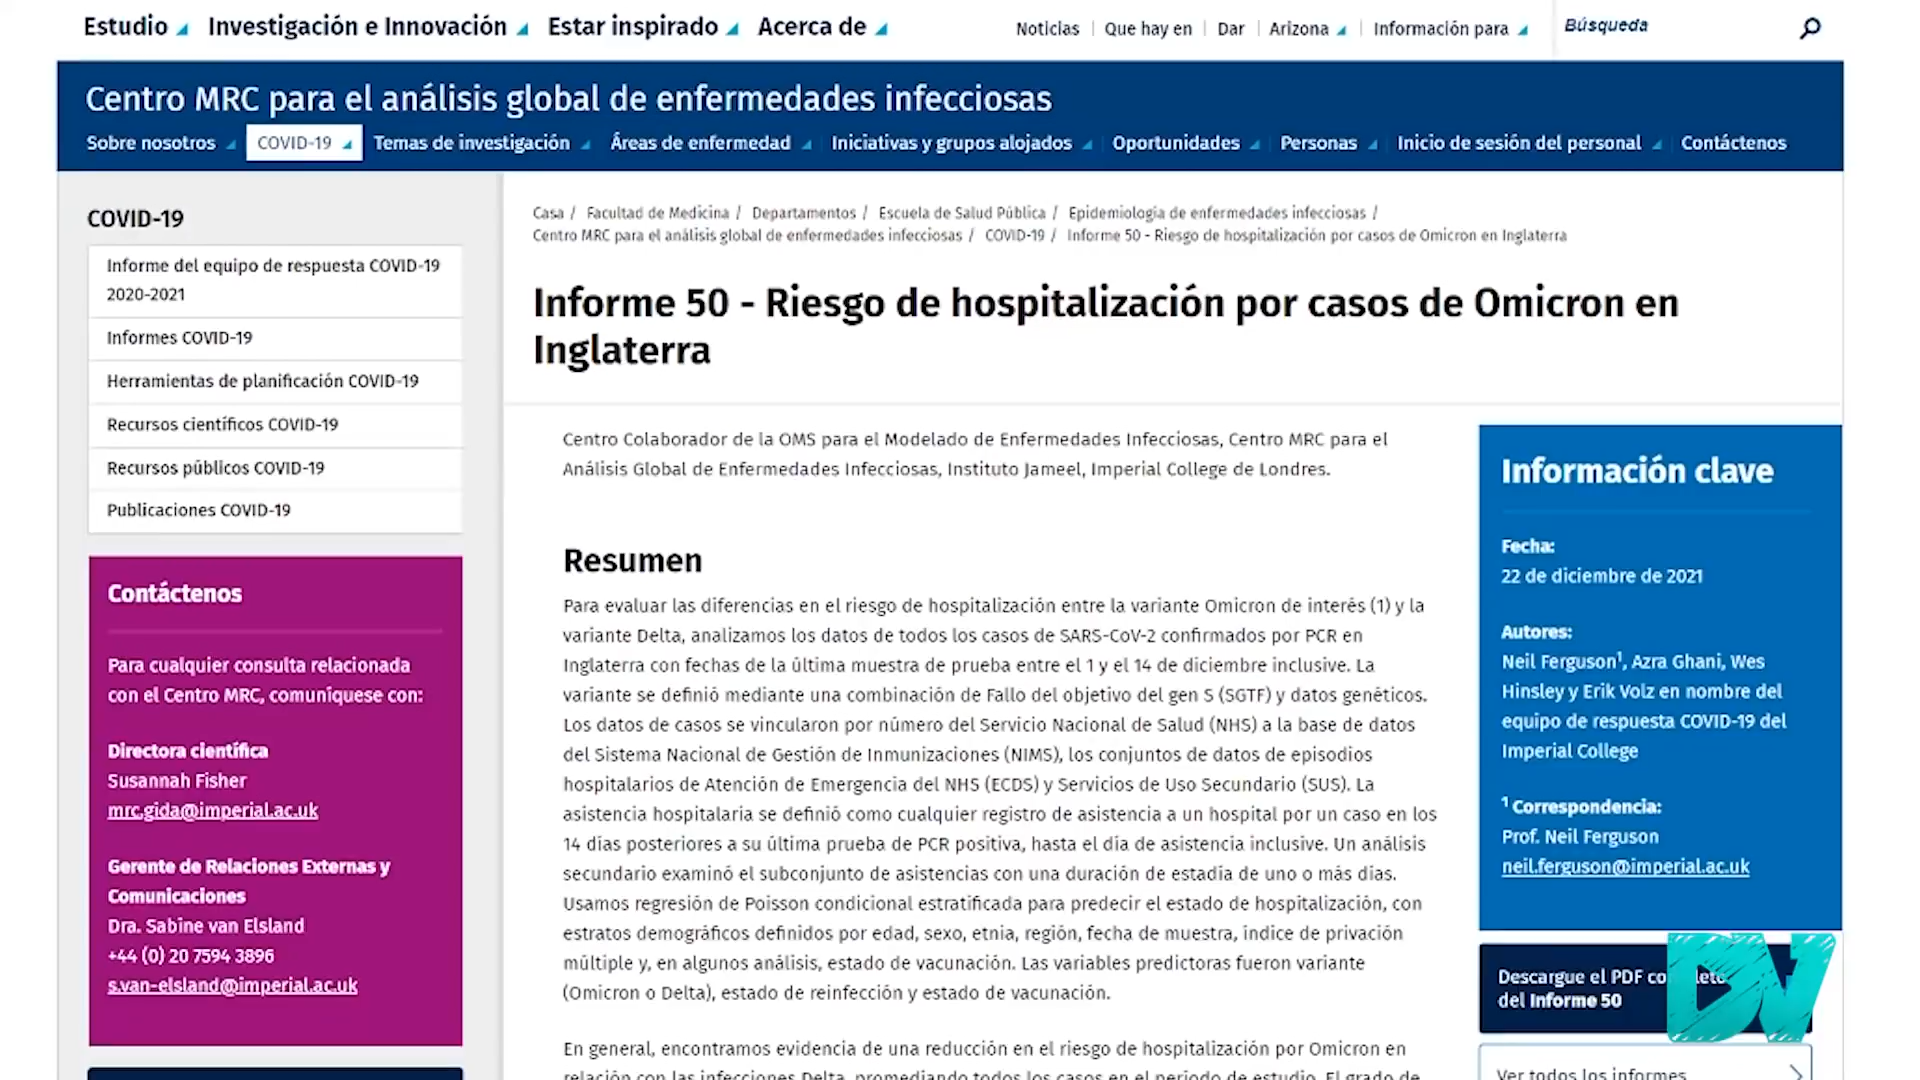 Estudio
Investigación e Innovación
Estar inspirado
Acerca de
Noticias
Que hay en
Dar
Arizona
Información para
Búsqueda
Centro MRC para el análisis global de enfermedades infecciosas
Sobre nosotros
COVID-19
Temas de investigación
Áreas de enfermedad
Iniciativas y grupos alojados
Oportunidades
Personas
Inicio de sesión del personal
Contáctenos
COVID-19
Informe del equipo de respuesta COVID-19
2020-2021
Informes COVID-19
Herramientas de planificación COVID-19
Recursos científicos COVID-19
Recursos públicos COVID-19
Publicaciones COVID-19
Contáctenos
Para cualquier consulta relacionada
con el Centro MRC, comuníquese con:
Directora científica
Susannah Fisher
mrc.gida@imperial.ac.uk
Gerente de Relaciones Externas y
Comunicaciones
Dra. Sabine van Elsland
+44 (0) 20 7594 3896
s.van-elsland@imperial.ac.uk
Casa / Facultad de Medicina / Departamentos / Escuela de Salud Pública / Epidemiología de enfermedades infecciosas /
Centro MRC para el análisis global de enfermedades infecciosas / COVID-19 / Informe 50 - Riesgo de hospitalización por casos de Omicron en Inglaterra
Informe 50 - Riesgo de hospitalización por casos de Omicron en
Inglaterra
Centro Colaborador de la OMS para el Modelado de Enfermedades Infecciosas, Centro MRC para el
Análisis Global de Enfermedades Infecciosas, Instituto Jameel, Imperial College de Londres.
Resumen
Para evaluar las diferencias en el riesgo de hospitalización entre la variante Omicron de interés (1) y la
variante Delta, analizamos los datos de todos los casos de SARS-CoV-2 confirmados por PCR en
Inglaterra con fechas de la última muestra de prueba entre el 1 y el 14 de diciembre inclusive. La
variante se definió mediante una combinación de Fallo del objetivo del gen S (SGTF) y datos genéticos.
Los datos de casos se vincularon por número del Servicio Nacional de Salud (NHS) a la base de datos
del Sistema Nacional de Gestión de Inmunizaciones (NIMS), los conjuntos de datos de episodios
hospitalarios de Atención de Emergencia del NHS (ECDS) y Servicios de Uso Secundario (SUS). La
asistencia hospitalaria se definió como cualquier registro de asistencia a un hospital por un caso en los
14 días posteriores a su última prueba de PCR positiva, hasta el día de asistencia inclusive. Un análisis
secundario examinó el subconjunto de asistencias con una duración de estadía de uno o más días.
Usamos regresión de Poisson condicional estratificada para predecir el estado de hospitalización, con
estratos demográficos definidos por edad, sexo, etnia, región, fecha de muestra, índice de privación
múltiple y, en algunos análisis, estado de vacunación. Las variables predictoras fueron variante
(Omicron o Delta), estado de reinfección y estado de vacunación.
En general, encontramos evidencia de una reducción en el riesgo de hospitalización por Omicron en
relación con las infecciones Delta, promediando todos los casos en el período de estudio. El grado de
Información clave
Fecha:
22 de diciembre de 2021
Autores:
Neil Ferguson¹, Azra Ghani, Wes
Hinsley y Erik Volz en nombre del
equipo de respuesta COVID-19 del
Imperial College
¹ Correspondencia:
Prof. Neil Ferguson
neil.ferguson@imperial.ac.uk
Descargue el PDF
del Informe 50
DV
Ver todos los informes